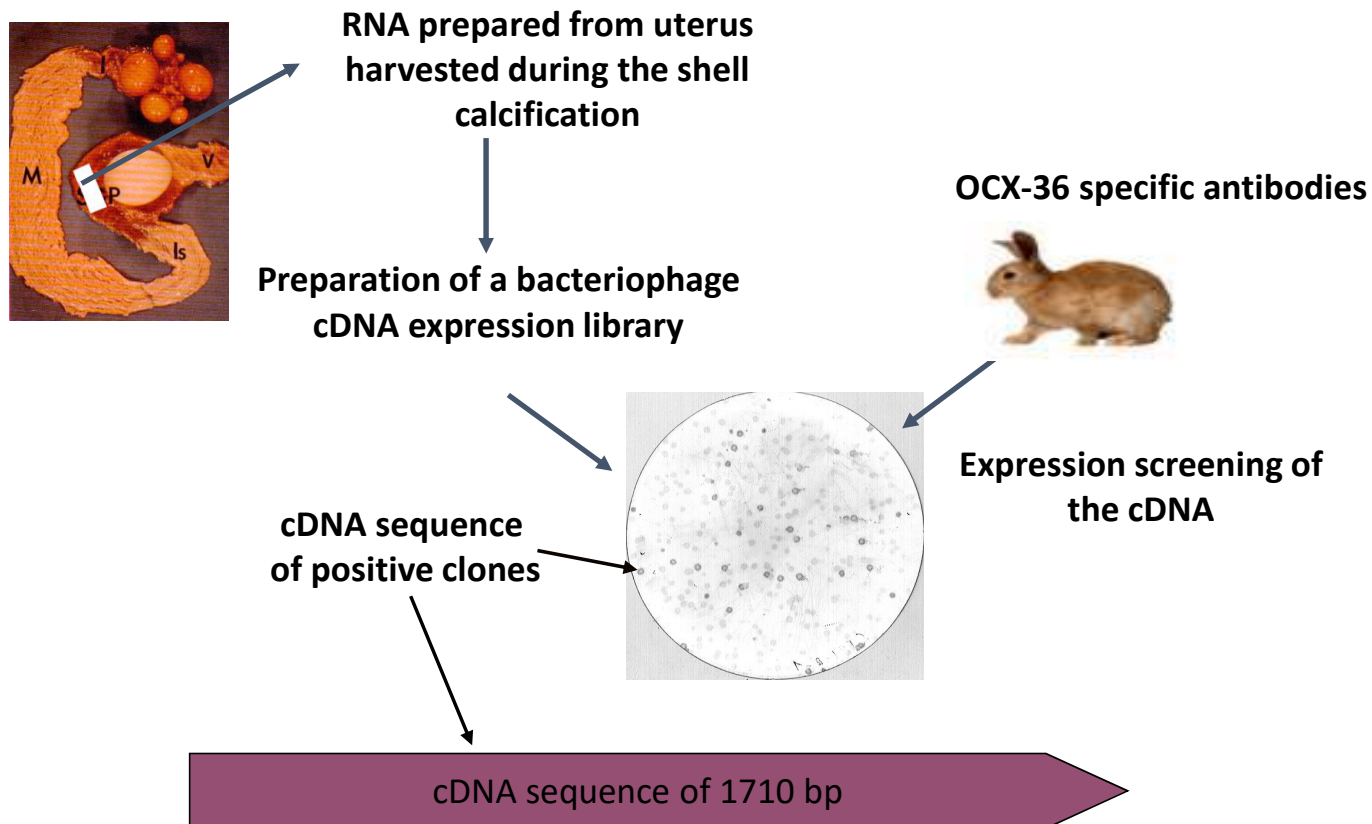 RNA prepared from uterus
harvested during the shell
calcification
I
M
V
Is
OCX-36 specific antibodies
Preparation of a bacteriophage
cDNA expression library
Expression screening of
the cDNA
cDNA sequence
of positive clones
cDNA sequence of 1710 bp